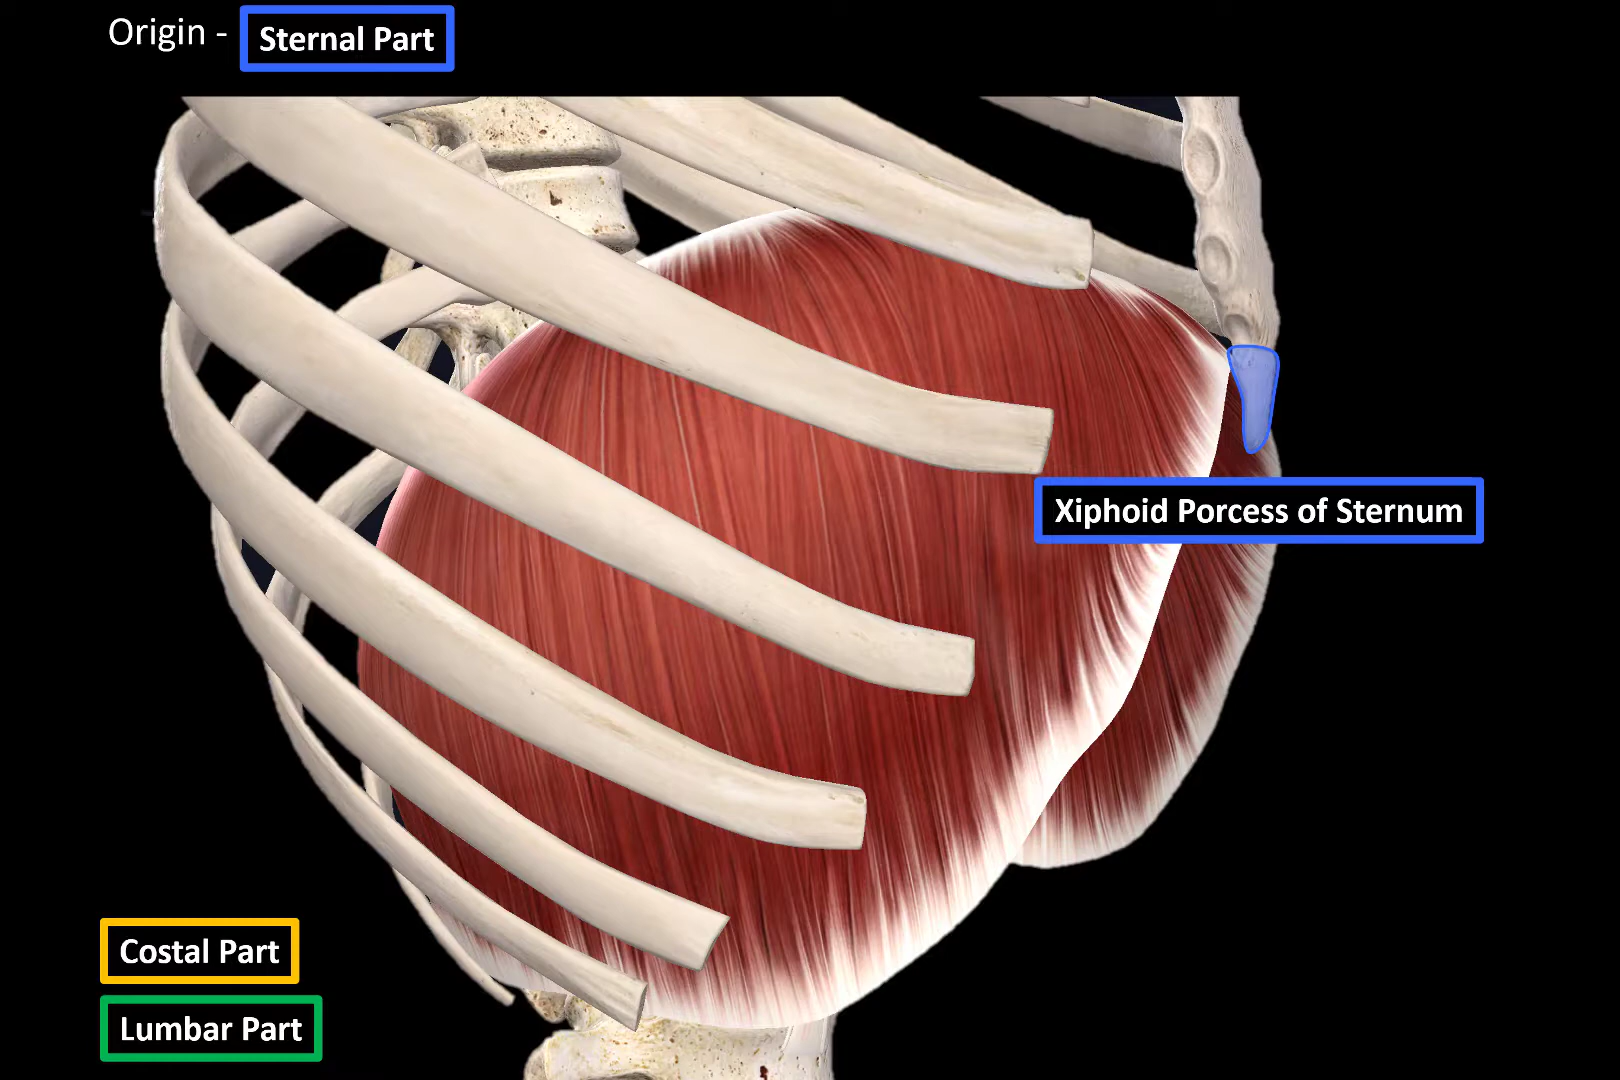 Origin - Sternal Part
Xiphoid Porcess of Sternum
Costal Part
Lumbar Part